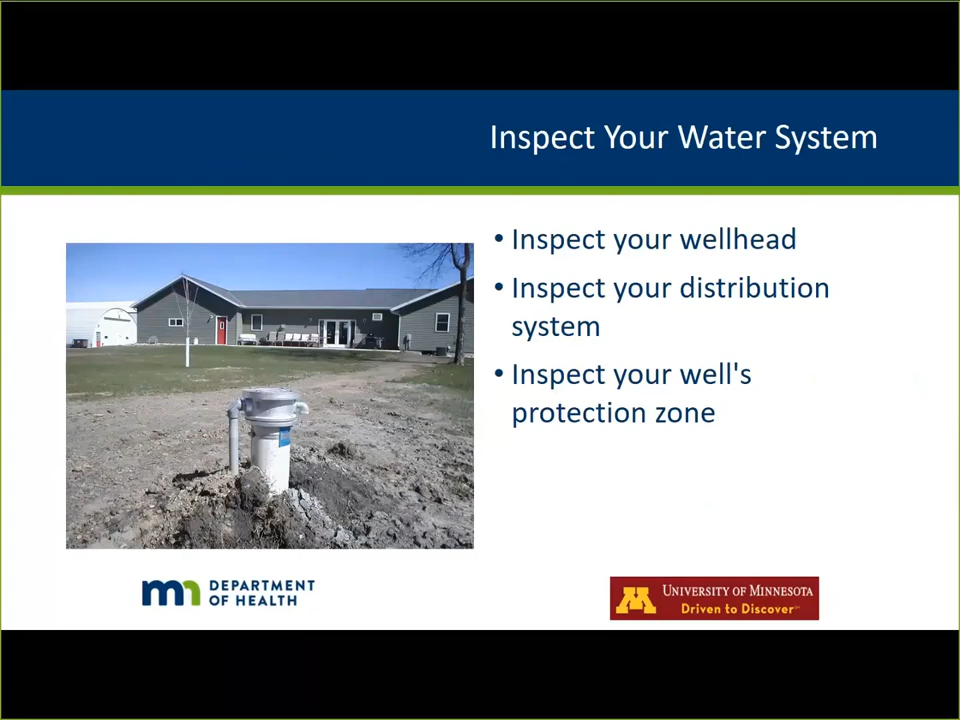 Inspect Your Water System
• Inspect your wellhead
• Inspect your distribution
system
• Inspect your well's
protection zone
mn DEPARTMENT
OF HEALTH
M UNIVERSITY OF MINNESOTA
Driven to Discover